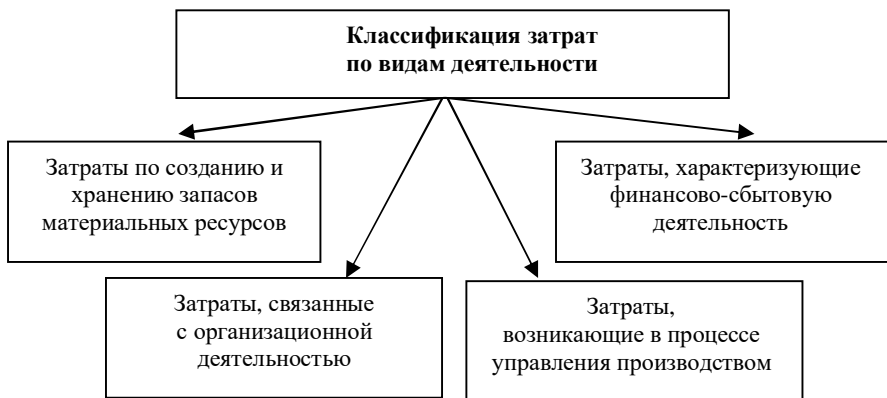 Классификация затрат
по видам деятельности
Затраты по созданию и
хранению запасов
материальных ресурсов
Затраты, характеризующие
финансово-сбытовую
деятельность
Затраты, связанные
с организационной
деятельностью
Затраты,
возникающие в процессе
управления производством